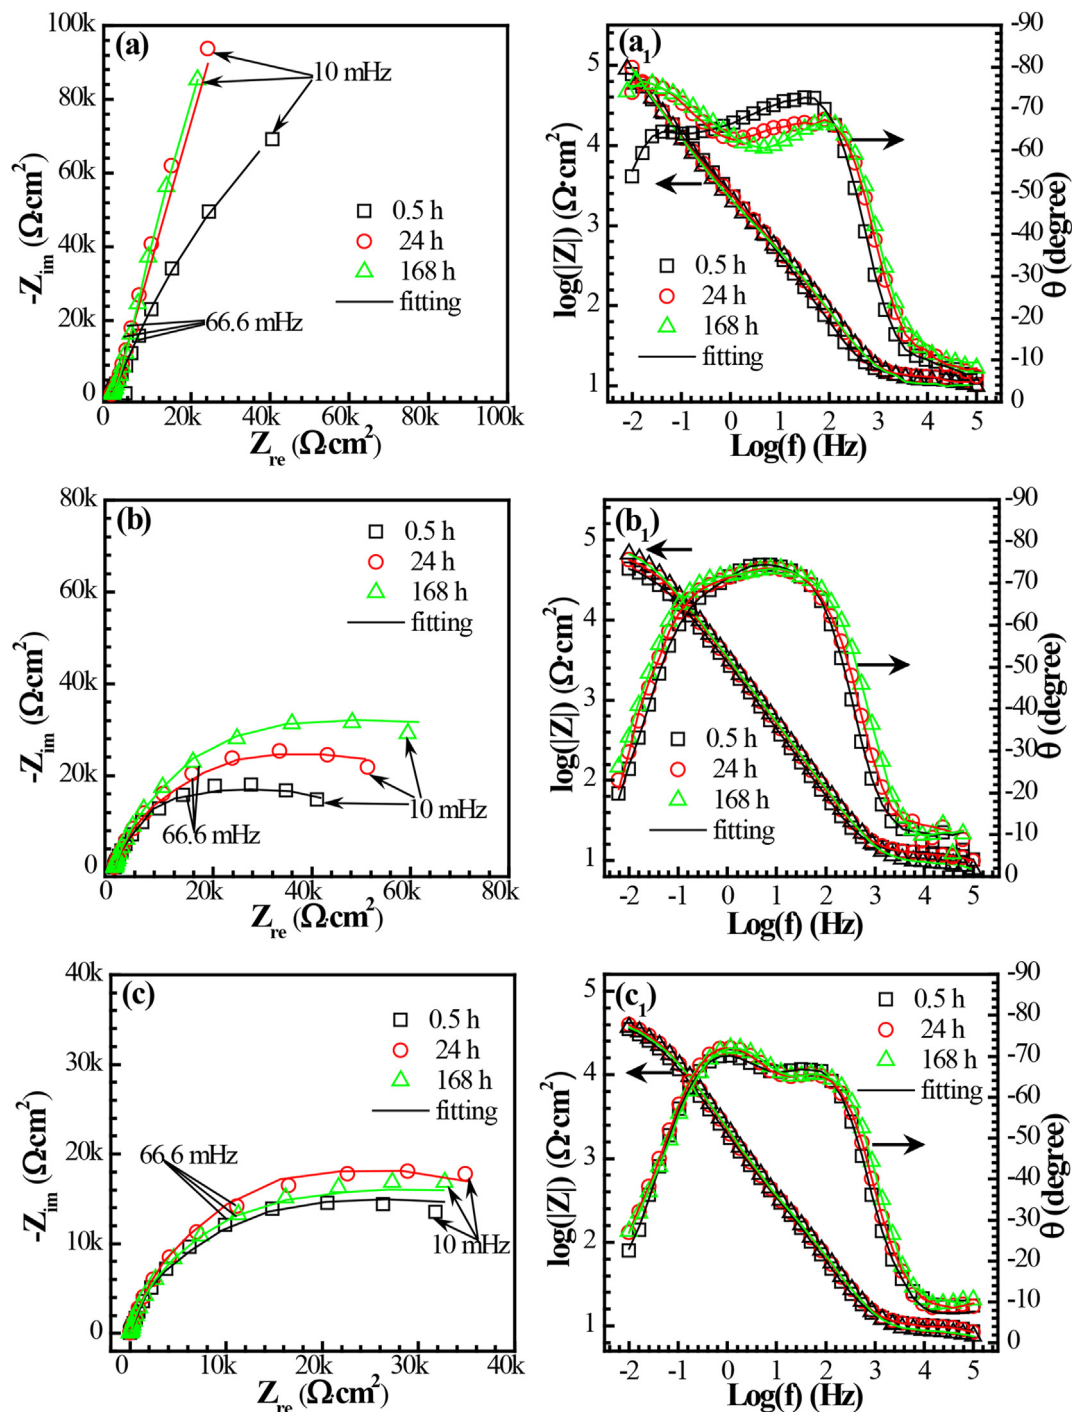 (a)
100k
80k
60k
40k
20k
0
-Z_im (Ω·cm²)
10 mHz
0.5 h
24 h
168 h
fitting
66.6 mHz
0 20k 40k 60k 80k 100k
Z_re (Ω·cm²)
(a₁)
5
4
3
2
1
log(|Z|) (Ω·cm²)
0.5 h
24 h
168 h
fitting
-90
-80
-70
-60
-50
-40
-30
-20
-10
0
θ (degree)
-2 -1 0 1 2 3 4 5
Log(f) (Hz)
(b)
80k
60k
40k
20k
0
-Z_im (Ω·cm²)
0.5 h
24 h
168 h
fitting
66.6 mHz
10 mHz
0 20k 40k 60k 80k
Z_re (Ω·cm²)
(b₁)
5
4
3
2
1
log(|Z|) (Ω·cm²)
0.5 h
24 h
168 h
fitting
-90
-80
-70
-60
-50
-40
-30
-20
-10
0
θ (degree)
-2 -1 0 1 2 3 4 5
Log(f) (Hz)
(c)
40k
30k
20k
10k
0
-Z_im (Ω·cm²)
0.5 h
24 h
168 h
fitting
66.6 mHz
10 mHz
0 10k 20k 30k 40k
Z_re (Ω·cm²)
(c₁)
5
4
3
2
1
log(|Z|) (Ω·cm²)
0.5 h
24 h
168 h
fitting
-90
-80
-70
-60
-50
-40
-30
-20
-10
0
θ (degree)
-2 -1 0 1 2 3 4 5
Log(f) (Hz)